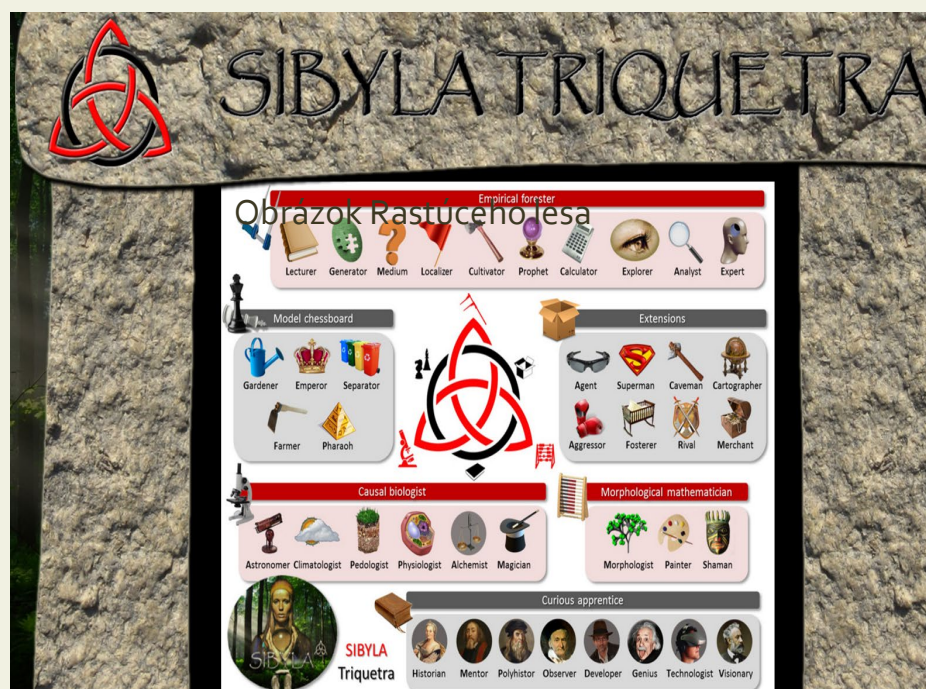 SIBYLA TRIQUETRA
Empirical forester
Obrázok Rastúceho lesa
Lecturer Generator Medium Localizer Cultivator Prophet Calculator Explorer Analyst Expert
Model chessboard
Gardener Emperor Separator
Farmer Pharaoh
Extensions
Agent Superman Caveman Cartographer
Aggressor Fosterer Rival Merchant
Causal biologist
Astronomer Climatologist Pedologist Physiologist Alchemist Magician
Morphological mathematician
Morphologist Painter Shaman
Curious apprentice
SIBYLA
SIBYLA
Triquetra
Historian Mentor Polyhistor Observer Developer Genius Technologist Visionary